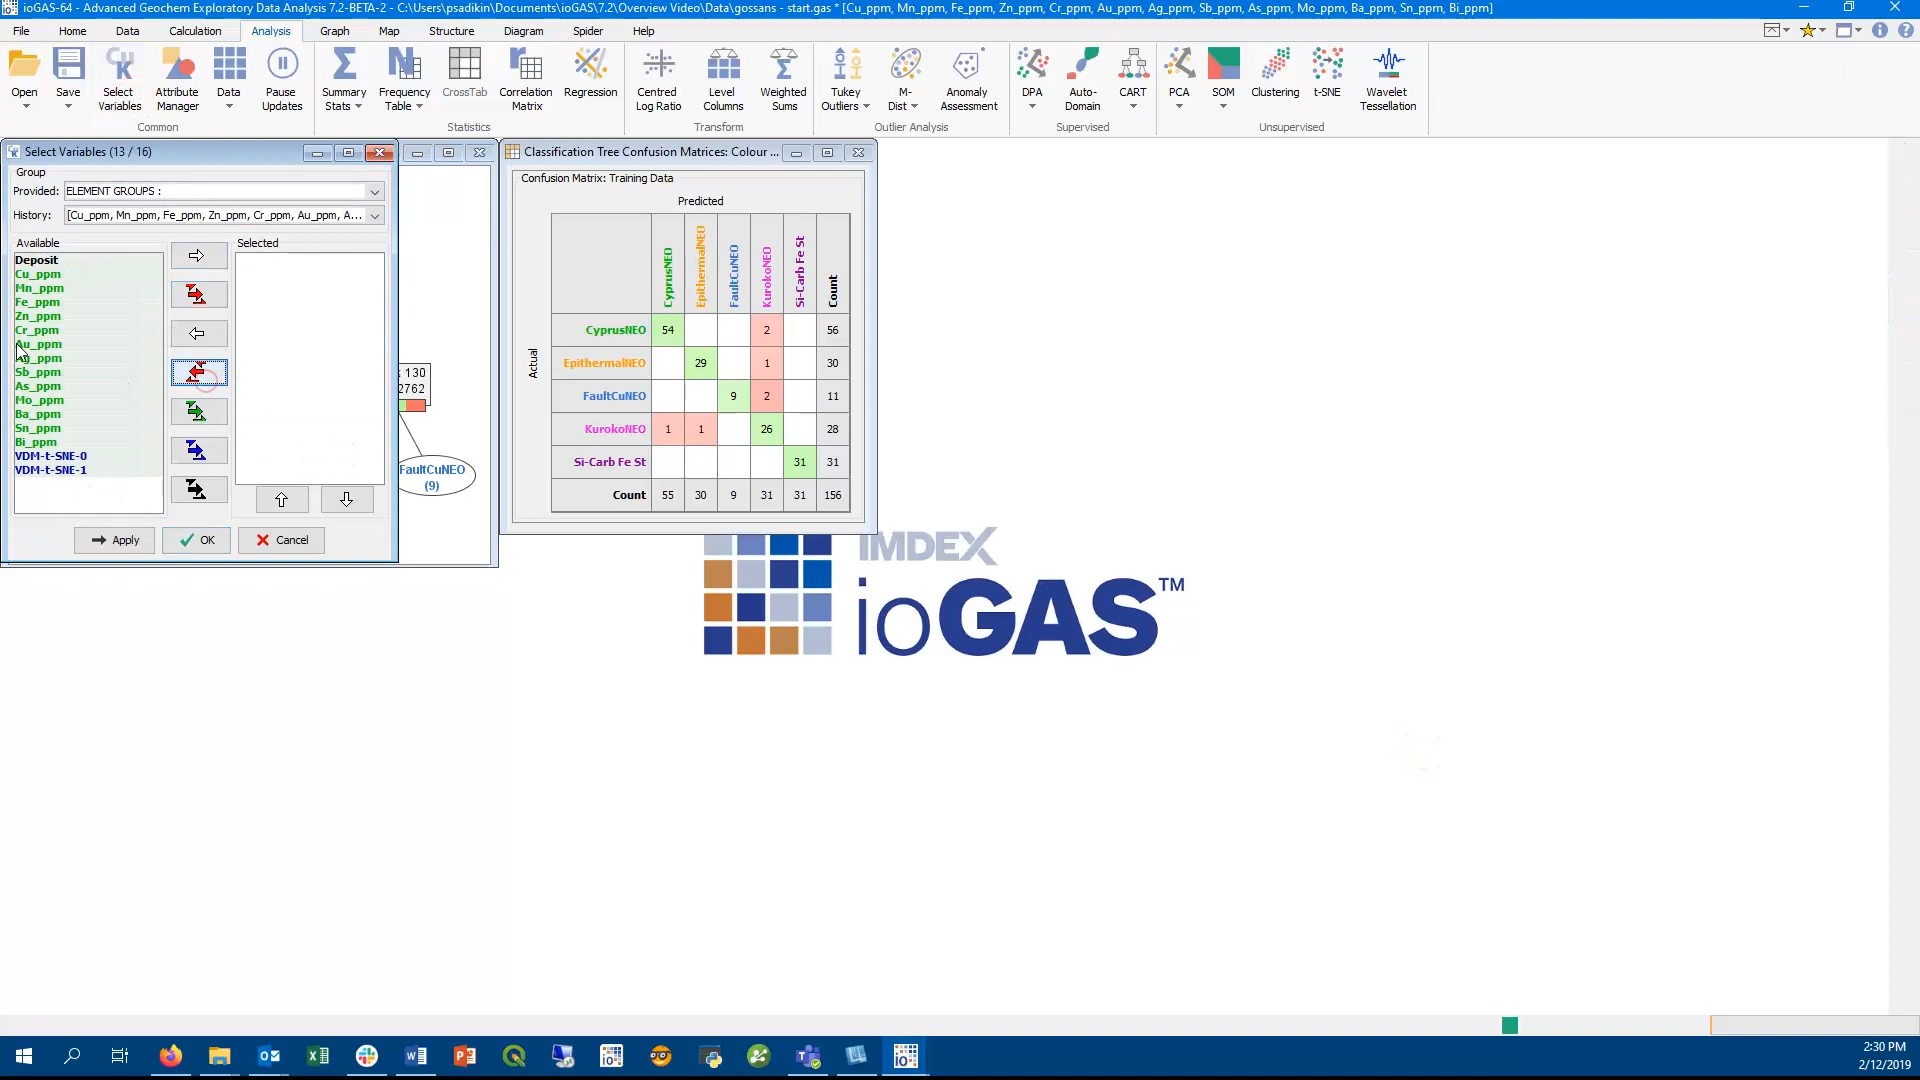 ioGAS-64 - Advanced Geochem Exploratory Data Analysis 7.2-BETA-2 - C:\Users\psadikin\Documents\ioGAS\7.2\Overview Video\Data\gossans - start.gas * [Cu_ppm, Mn_ppm, Fe_ppm, Zn_ppm, Cr_ppm, Au_ppm, Ag_ppm, Sb_ppm, As_ppm, Mo_ppm, Ba_ppm, Sn_ppm, Bi_ppm]
File Home Data Calculation Analysis Graph Map Structure Diagram Spider Help
Open Save Select Variables Attribute Manager Data Pause Updates Summary Stats Frequency Table CrossTab Correlation Matrix Regression Centred Log Ratio Level Columns Weighted Sums Tukey Outliers M-Dist Anomaly Assessment DPA Auto-Domain CART PCA SOM Clustering t-SNE Wavelet Tessellation
Common Statistics Transform Outlier Analysis Supervised Unsupervised
Select Variables (13 / 16)
Group
Provided: ELEMENT GROUPS :
History: [Cu_ppm, Mn_ppm, Fe_ppm, Zn_ppm, Cr_ppm, Au_ppm, A...
Available Selected
Deposit
Cu_ppm
Mn_ppm
Fe_ppm
Zn_ppm
Cr_ppm
Au_ppm
Ag_ppm
Sb_ppm
As_ppm
Mo_ppm
Ba_ppm
Sn_ppm
Bi_ppm
VDM-t-SNE-0
VDM-t-SNE-1
Apply OK Cancel
130
2762
FaultCuNEO
(9)
Classification Tree Confusion Matrices: Colour ...
Confusion Matrix: Training Data
Predicted
CyprusNEO EpithermalNEO FaultCuNEO KurokoNEO Si-Carb Fe St Count
Actual
CyprusNEO 54 2 56
EpithermalNEO 29 1 30
FaultCuNEO 9 2 11
KurokoNEO 1 1 26 28
Si-Carb Fe St 31 31
Count 55 30 9 31 31 156
IMDEX
ioGAS™
2:30 PM
2/12/2019